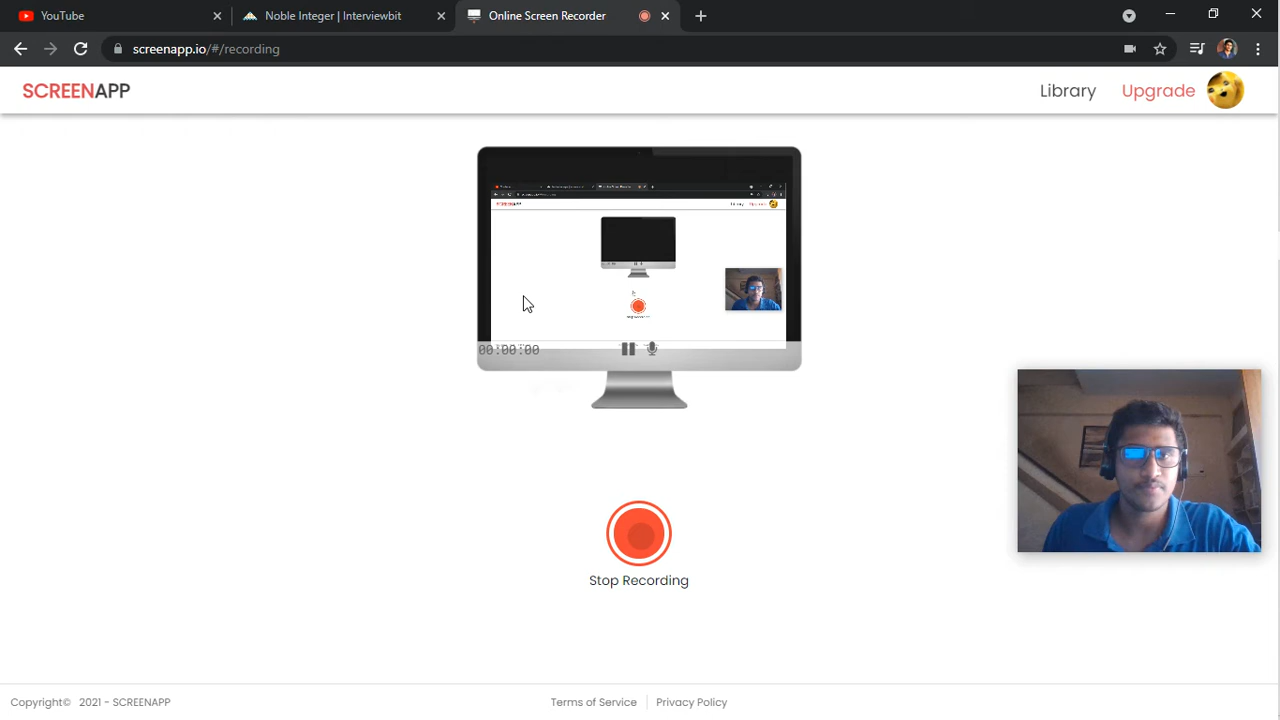 YouTube
Noble Integer | Interviewbit
Online Screen Recorder
screenapp.io/#/recording
SCREENAPP
Library
Upgrade
00:00:00
Stop Recording
Copyright© 2021 - SCREENAPP
Terms of Service
Privacy Policy